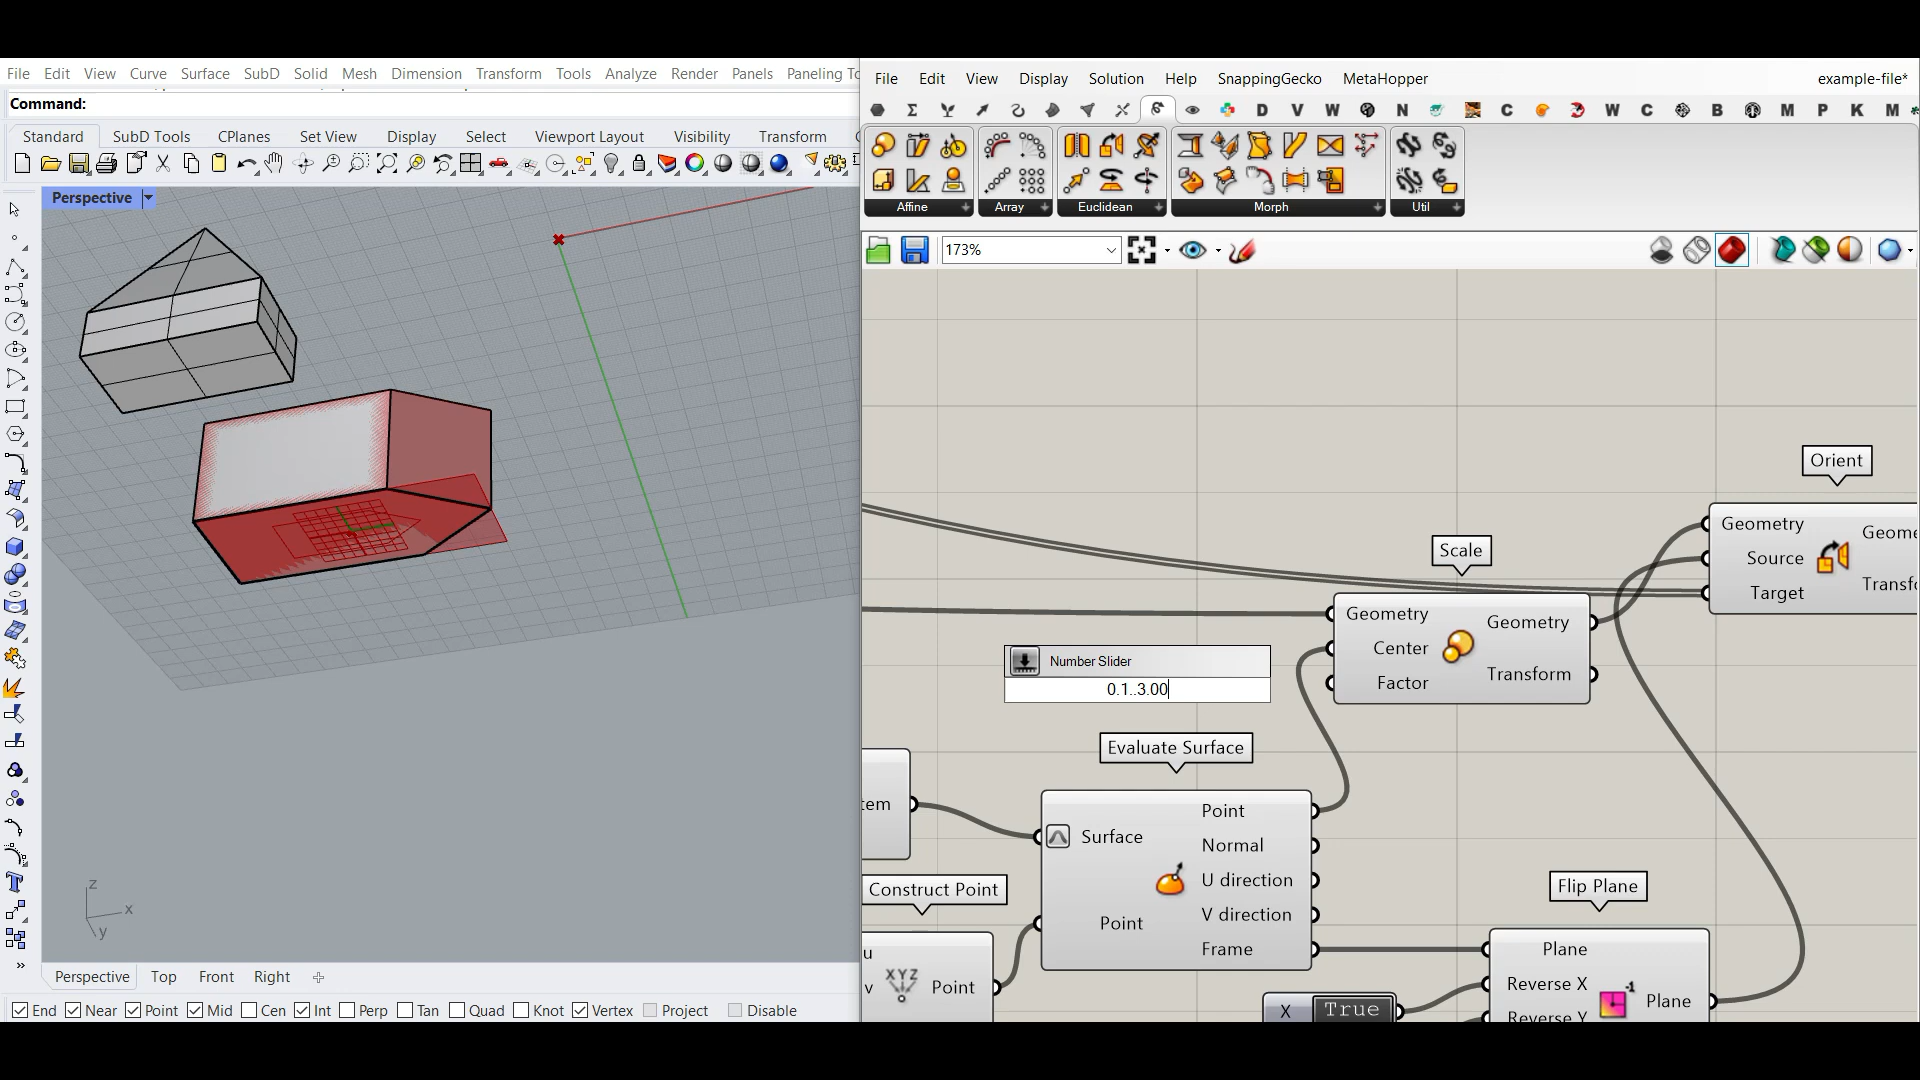 File Edit View Curve Surface SubD Solid Mesh Dimension Transform Tools Analyze Render Panels Paneling
Command:
Standard SubD Tools CPlanes Set View Display Select Viewport Layout Visibility Transform
Perspective
z
x
y
Perspective Top Front Right
End Near Point Mid Cen Int Perp Tan Quad Knot Vertex Project Disable
File Edit View Display Solution Help SnappingGecko MetaHopper example-file*
D V W N C W C B M P K M
Affine Array Euclidean Morph Util
173%
Orient
Geometry
Source
Target
Scale
Geometry
Center
Factor
Geometry
Transform
Number Slider
0.1..3.00
Evaluate Surface
Surface
Point
Point
Normal
U direction
V direction
Frame
Construct Point
u
v
XYZ
Point
Flip Plane
Plane
Reverse X
Reverse Y
-1
Plane
X True